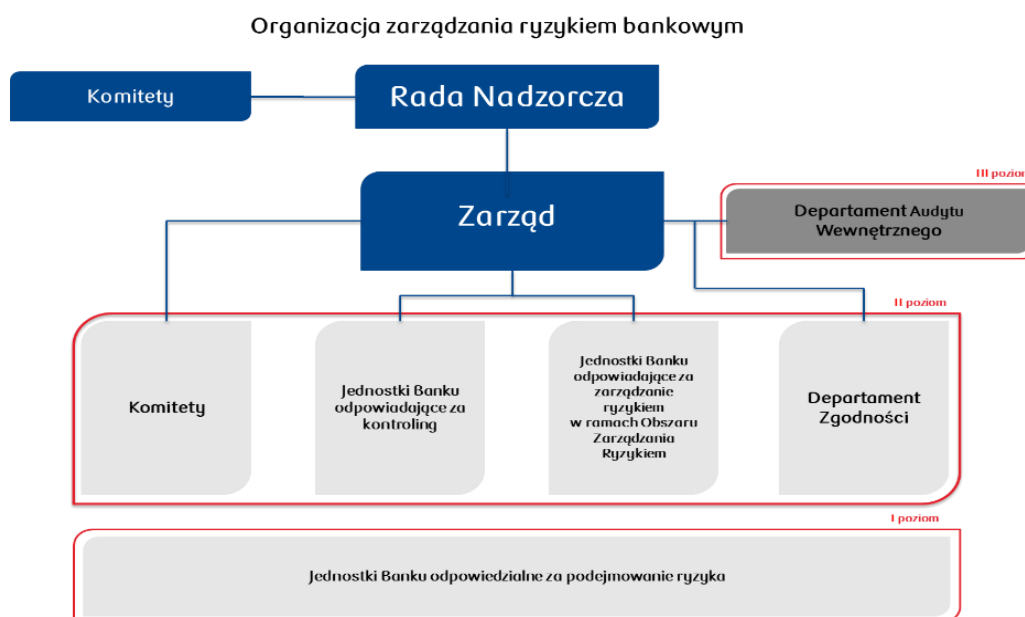 Organizacja zarządzania ryzykiem bankowym
Komitety
Rada Nadzorcza
Zarząd
III poziom
Departament Audytu
Wewnętrznego
II poziom
Komitety
Jednostki Banku
odpowiadające za
kontroling
Jednostki Banku
odpowiadające za
zarządzanie
ryzykiem
w ramach Obszaru
Zarządzania
Ryzykiem
Departament
Zgodności
I poziom
Jednostki Banku odpowiedzialne za podejmowanie ryzyka